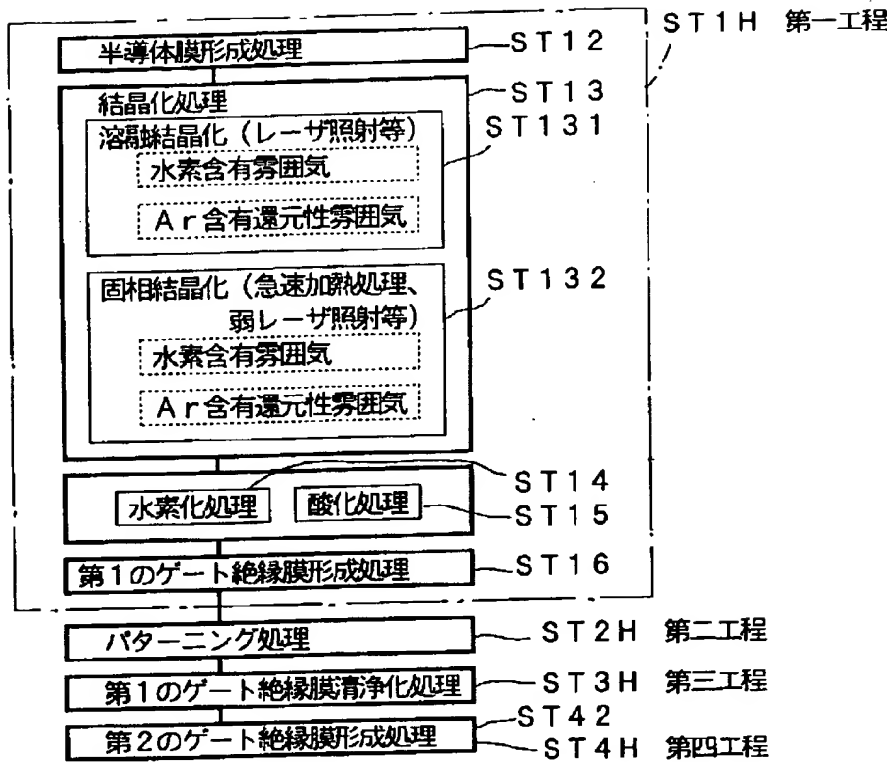 ST1H 第一工程
半導体膜形成処理 ST12
結晶化処理 ST13
溶融結晶化（レーザ照射等） ST131
水素含有雰囲気
Ar含有還元性雰囲気
固相結晶化（急速加熱処理、 ST132
弱レーザ照射等）
水素含有雰囲気
Ar含有還元性雰囲気
ST14
水素化処理 酸化処理 ST15
第1のゲート絶縁膜形成処理 ST16
パターニング処理 ST2H 第二工程
第1のゲート絶縁膜清浄化処理 ST3H 第三工程
ST42
第2のゲート絶縁膜形成処理 ST4H 第四工程